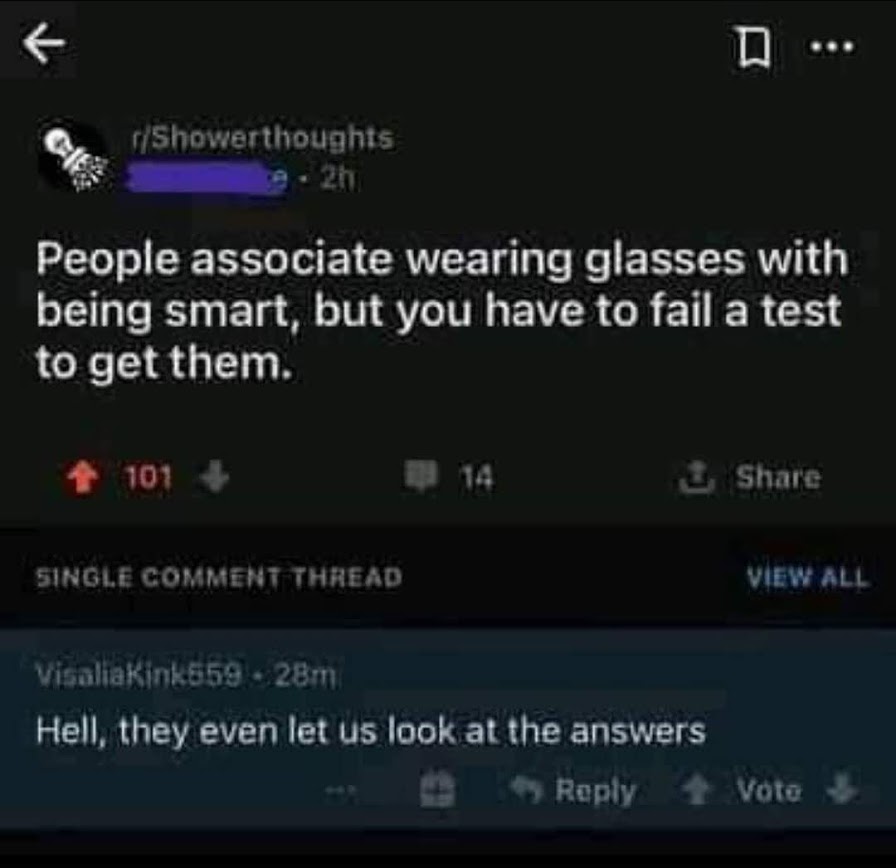 r/Showerthoughts
e • 2h
People associate wearing glasses with
being smart, but you have to fail a test
to get them.
101
14
Share
SINGLE COMMENT THREAD
VIEW ALL
VisaliaKink559 • 28m
Hell, they even let us look at the answers
Reply
Vote